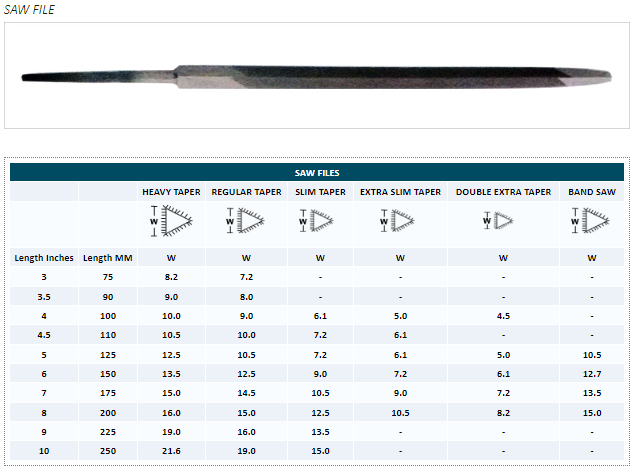 SAW FILE
SAW FILES
HEAVY TAPER REGULAR TAPER SLIM TAPER EXTRA SLIM TAPER DOUBLE EXTRA TAPER BAND SAW
W W W W W W
Length Inches Length MM W W W W W W
3 75 8.2 7.2 - - - -
3.5 90 9.0 8.0 - - - -
4 100 10.0 9.0 6.1 5.0 4.5 -
4.5 110 10.5 10.0 7.2 6.1 - -
5 125 12.5 10.5 7.2 6.1 5.0 10.5
6 150 13.5 12.5 9.0 7.2 6.1 12.7
7 175 15.0 14.5 10.5 9.0 7.2 13.5
8 200 16.0 15.0 12.5 10.5 8.2 15.0
9 225 19.0 16.0 13.5 - - -
10 250 21.6 19.0 15.0 - - -